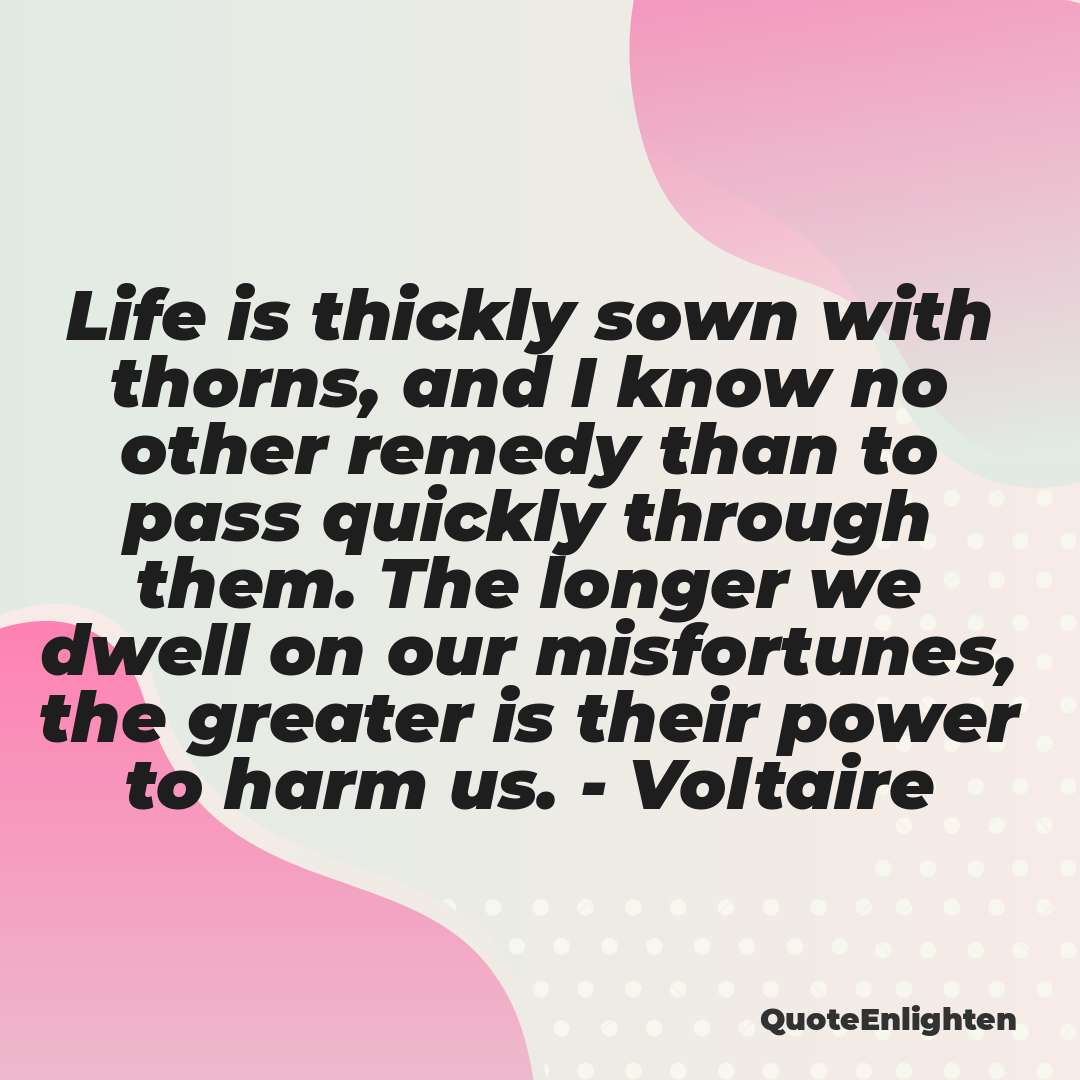 Life is thickly sown with
thorns, and I know no
other remedy than to
pass quickly through
them. The longer we
dwell on our misfortunes,
the greater is their power
to harm us. - Voltaire
QuoteEnlighten